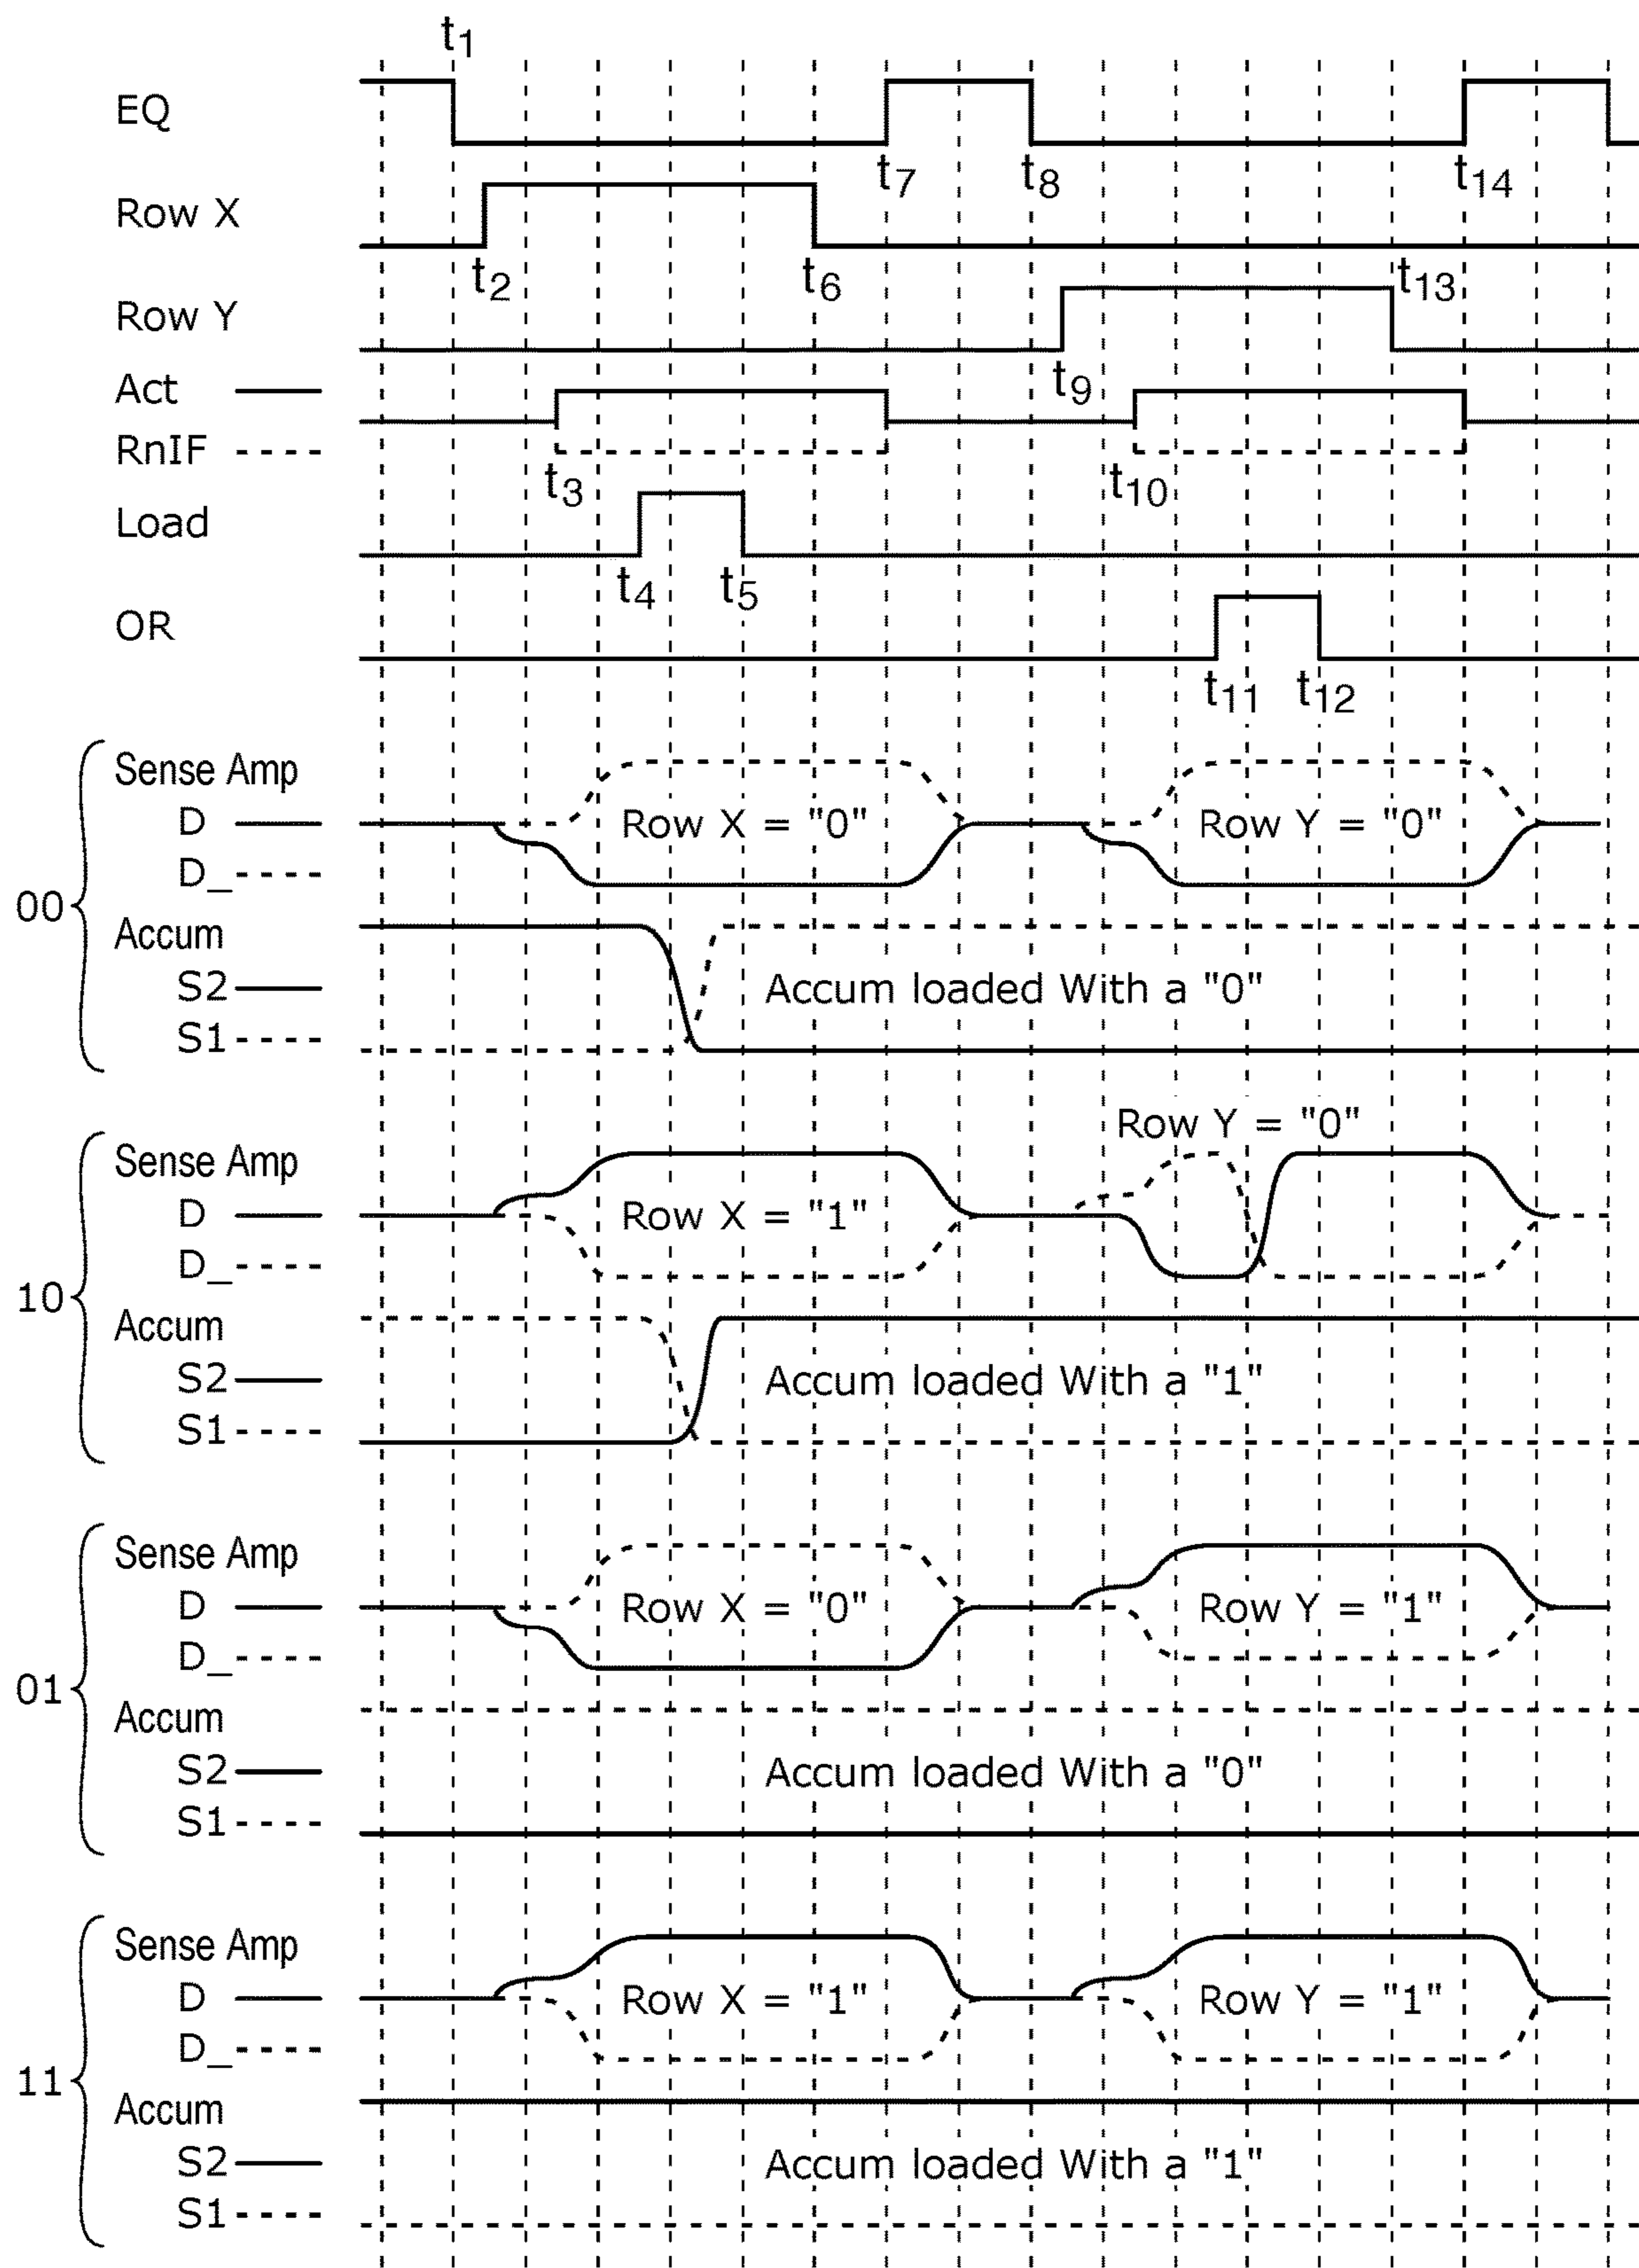 t1
EQ
t7 t8 t14
Row X
t2 t6 t13
Row Y
t9
Act
RnIF
t3 t10
Load
t4 t5
OR
t11 t12
00
Sense Amp
D Row X = "0" Row Y = "0"
D_
Accum
S2 Accum loaded With a "0"
S1
10
Row Y = "0"
Sense Amp
D Row X = "1"
D_
Accum
S2 Accum loaded With a "1"
S1
01
Sense Amp
D Row X = "0" Row Y = "1"
D_
Accum
S2 Accum loaded With a "0"
S1
11
Sense Amp
D Row X = "1" Row Y = "1"
D_
Accum
S2 Accum loaded With a "1"
S1